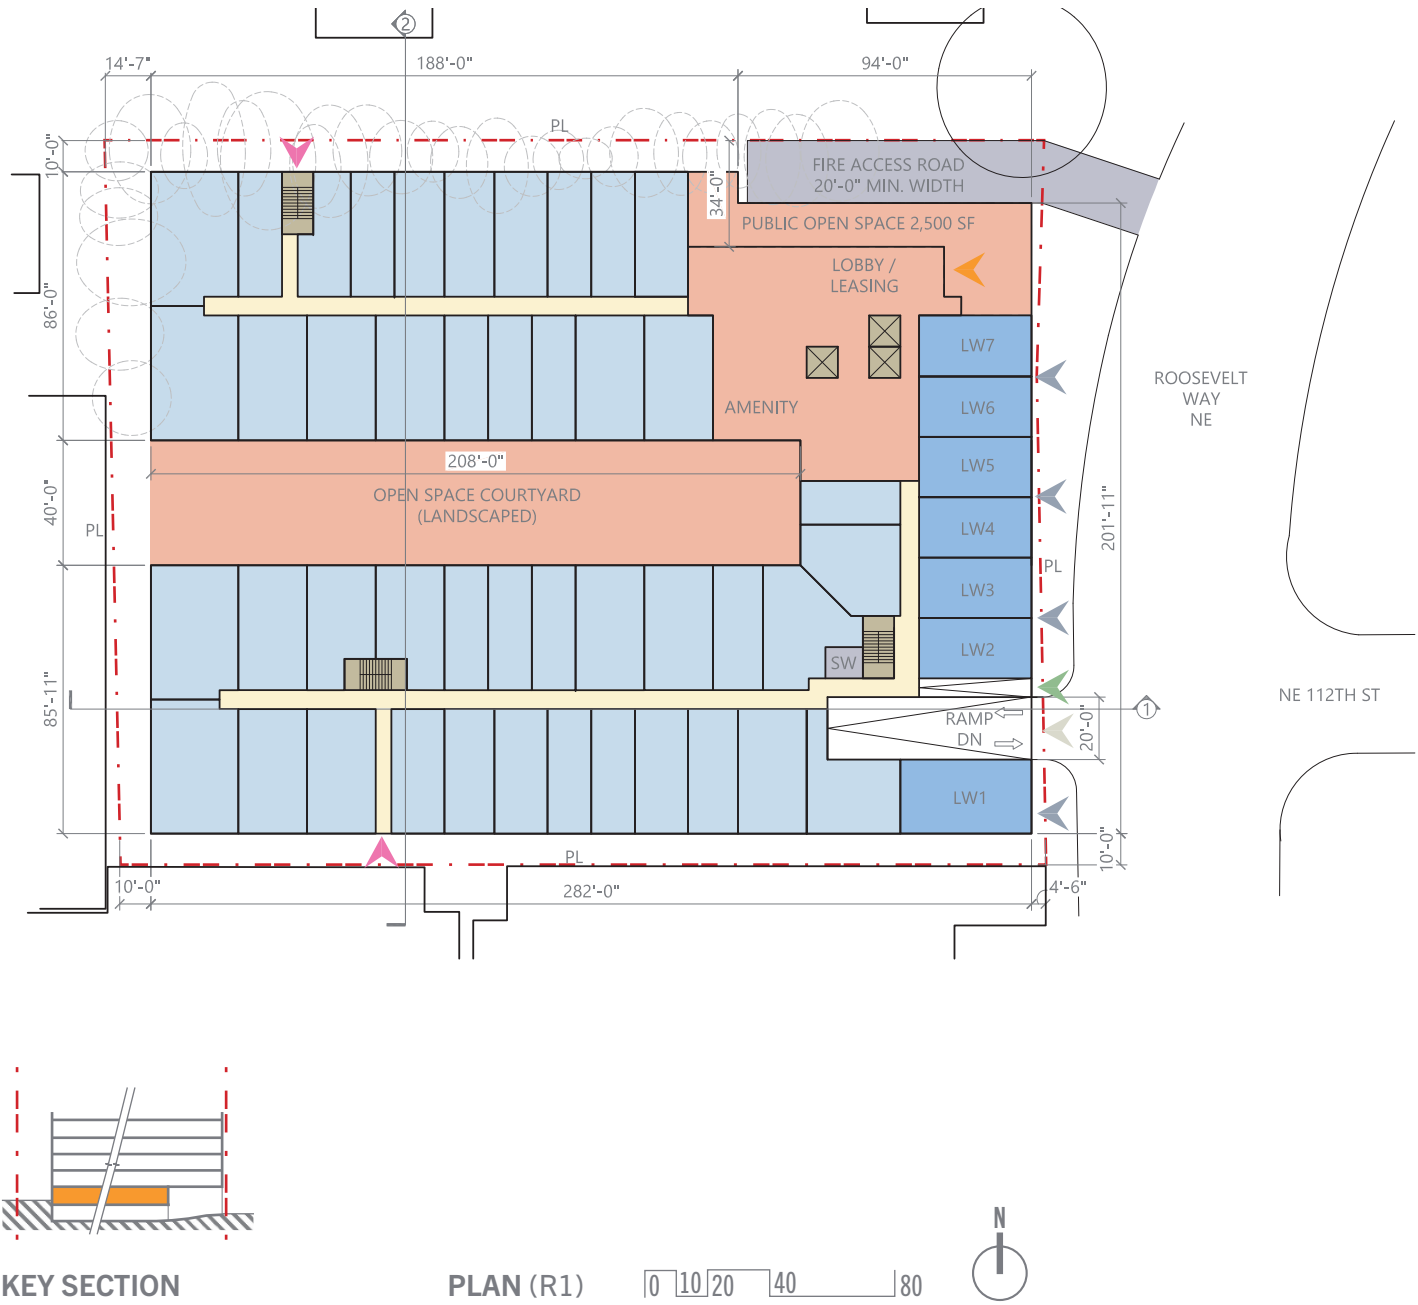 2
14'-7"
188'-0"
94'-0"
PL
10'-0"
FIRE ACCESS ROAD
20'-0" MIN. WIDTH
34'-0"
PUBLIC OPEN SPACE 2,500 SF
LOBBY /
LEASING
86'-0"
LW7
ROOSEVELT
WAY
NE
AMENITY
LW6
208'-0"
LW5
OPEN SPACE COURTYARD
(LANDSCAPED)
40'-0"
PL
LW4
201'-11"
PL
LW3
LW2
SW
85'-11"
NE 112TH ST
1
RAMP
DN
20'-0"
LW1
PL
10'-0"
10'-0"
282'-0"
4'-6"
N
KEY SECTION
PLAN (R1)
0 10 20 40 80